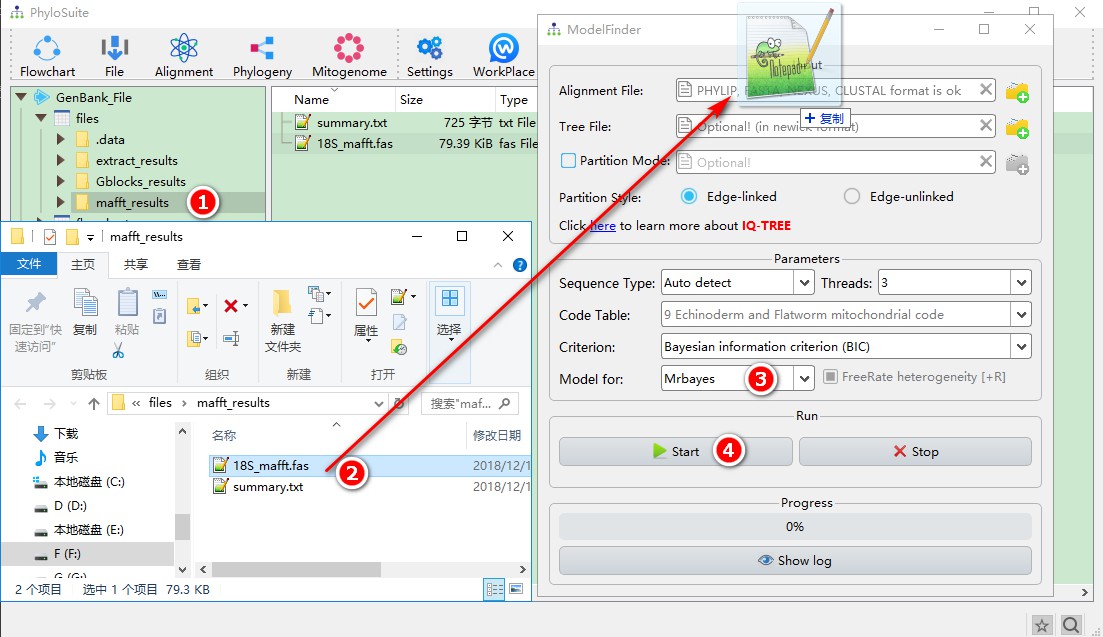 PhyloSuite
Flowchart File Alignment Phylogeny Mitogenome Settings WorkPlace
GenBank_File
files
.data
extract_results
Gblocks_results
mafft_results 1
Name Size Type
summary.txt 725 字节 txt File
18S_mafft.fas 79.39 KiB fas File
mafft_results
文件 主页 共享 查看
固定到“快速访问”
复制
粘贴
剪贴板
组织
新建
文件夹
新建
属性
打开
选择
« files › mafft_results
搜索"maf...
下载
音乐
本地磁盘 (C:)
D (D:)
本地磁盘 (E:)
F (F:)
G (G:)
名称 修改日期
18S_mafft.fas 2 2018/12/1
summary.txt 2018/12/1
2 个项目 选中 1 个项目 79.3 KB
ModelFinder
Notepad
+ 复制
Alignment File: PHYLIP, FASTA, NEXUS, CLUSTAL format is ok
Tree File: Optional! (in newick format)
Partition Mode: Optional!
Partition Style: Edge-linked Edge-unlinked
Click here to learn more about IQ-TREE
Parameters
Sequence Type: Auto detect Threads: 3
Code Table: 9 Echinoderm and Flatworm mitochondrial code
Criterion: Bayesian information criterion (BIC)
Model for: Mrbayes 3 FreeRate heterogeneity [+R]
Run
Start 4 Stop
Progress
0%
Show log